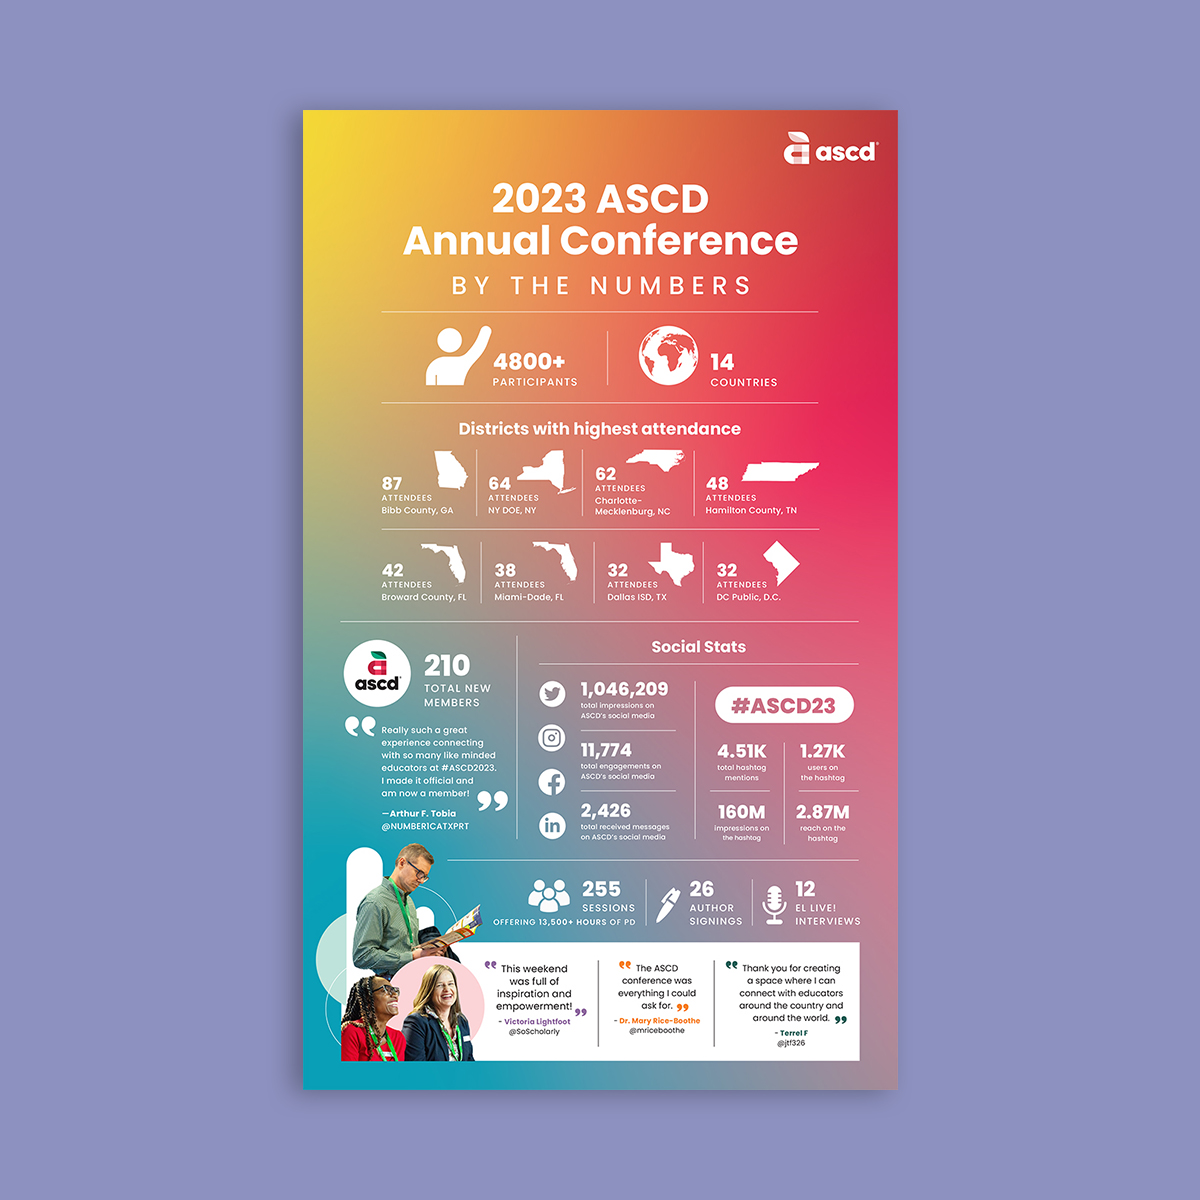 ascd
2023 ASCD
Annual Conference
BY THE NUMBERS
4800+
PARTICIPANTS
14
COUNTRIES
Districts with highest attendance
87
ATTENDEES
Bibb County, GA
64
ATTENDEES
NY DOE, NY
62
ATTENDEES
Charlotte-
Mecklenburg, NC
48
ATTENDEES
Hamilton County, TN
42
ATTENDEES
Broward County, FL
38
ATTENDEES
Miami-Dade, FL
32
ATTENDEES
Dallas ISD, TX
32
ATTENDEES
DC Public, D.C.
ascd
210
TOTAL NEW
MEMBERS
“Really such a great
experience connecting
with so many like minded
educators at #ASCD2023.
I made it official and
am now a member!”
—Arthur F. Tobia
@NUMBERICATXPRT
Social Stats
1,046,209
total impressions on
ASCD's social media
11,774
total engagements on
ASCD's social media
2,426
total received messages
on ASCD's social media
in
#ASCD23
4.51K
total hashtag
mentions
1.27K
users on
the hashtag
160M
impressions on
the hashtag
2.87M
reach on the
hashtag
255
SESSIONS
OFFERING 13,500+ HOURS OF PD
26
AUTHOR
SIGNINGS
12
EL LIVE!
INTERVIEWS
“This weekend
was full of
inspiration and
empowerment!”
- Victoria Lightfoot
@SoScholarly
“The ASCD
conference was
everything I could
ask for.”
- Dr. Mary Rice-Boothe
@mriceboothe
“Thank you for creating
a space where I can
connect with educators
around the country and
around the world.”
- Terrel F
@jtf326